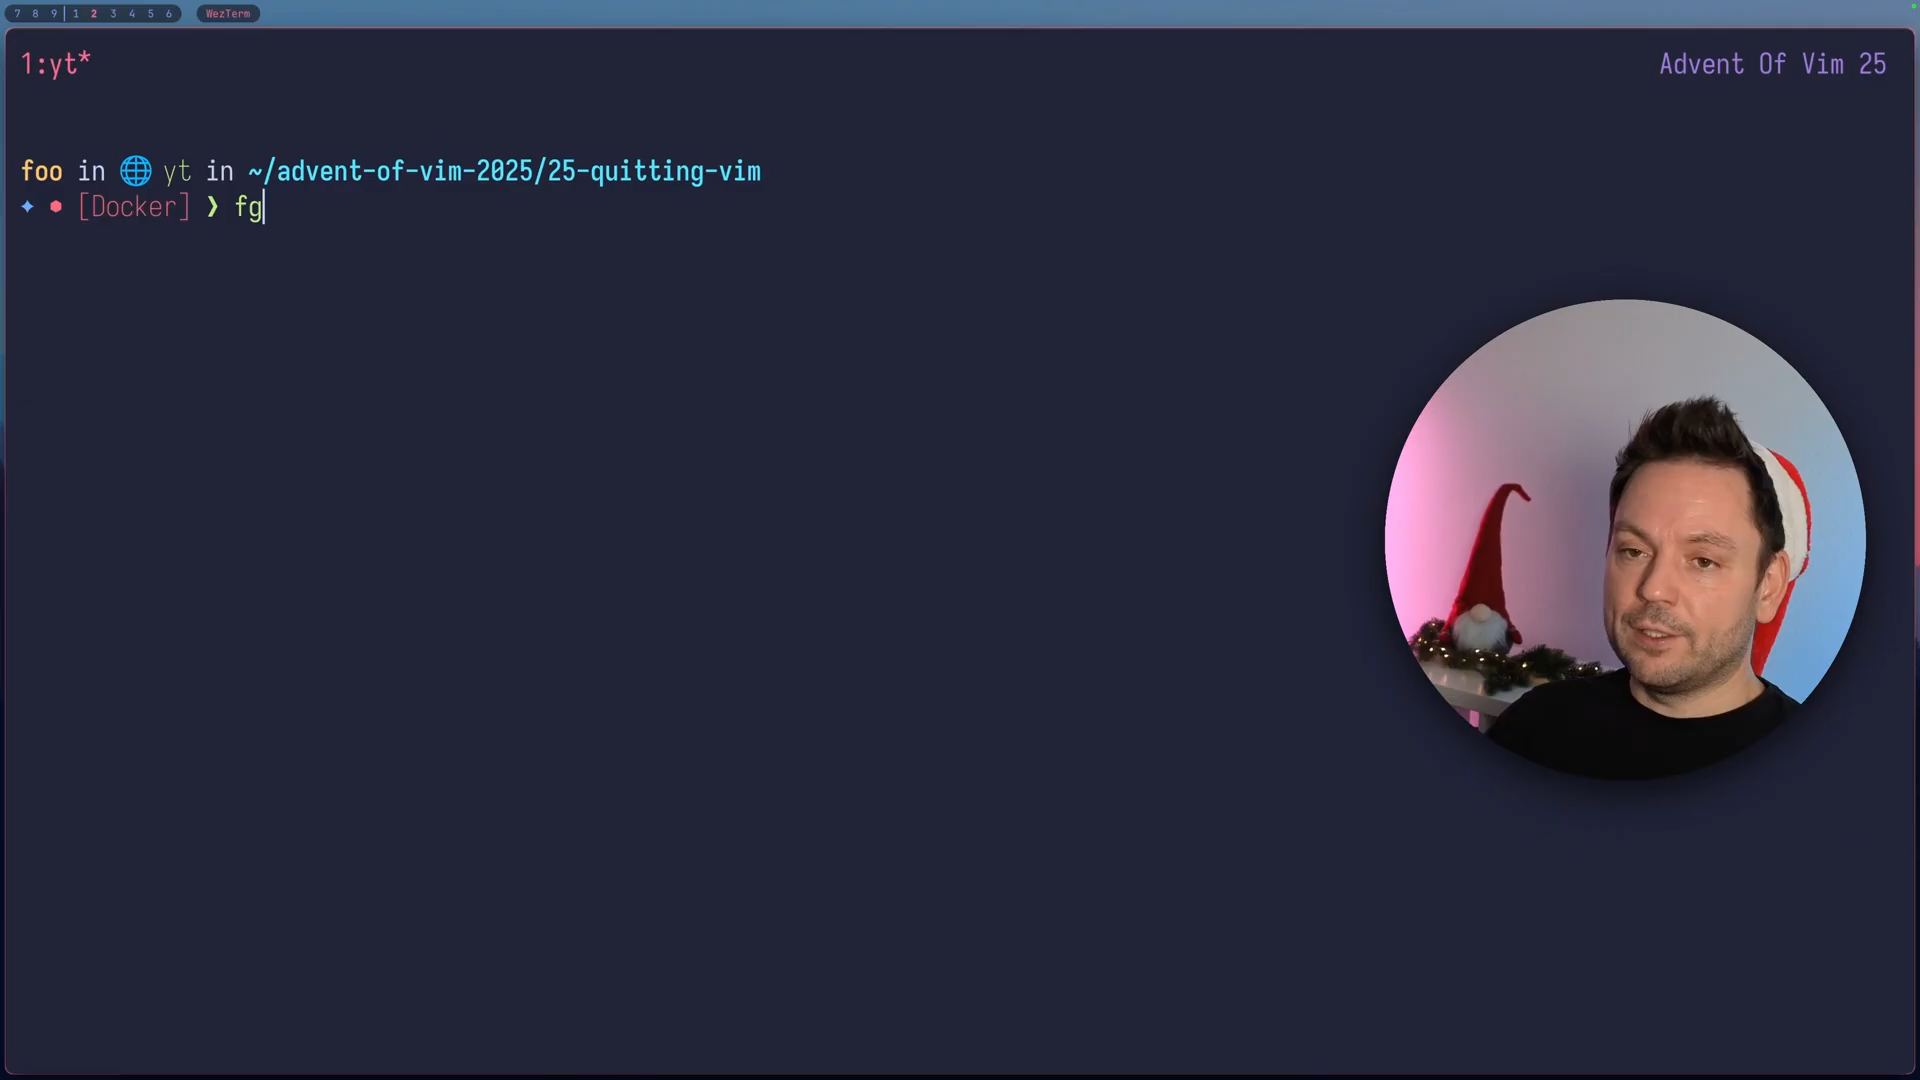 7 8 9 1 2 3 4 5 6 WezTerm
1:yt* Advent Of Vim 25
foo in 🌐 yt in ~/advent-of-vim-2025/25-quitting-vim
[Docker] ❯ fg